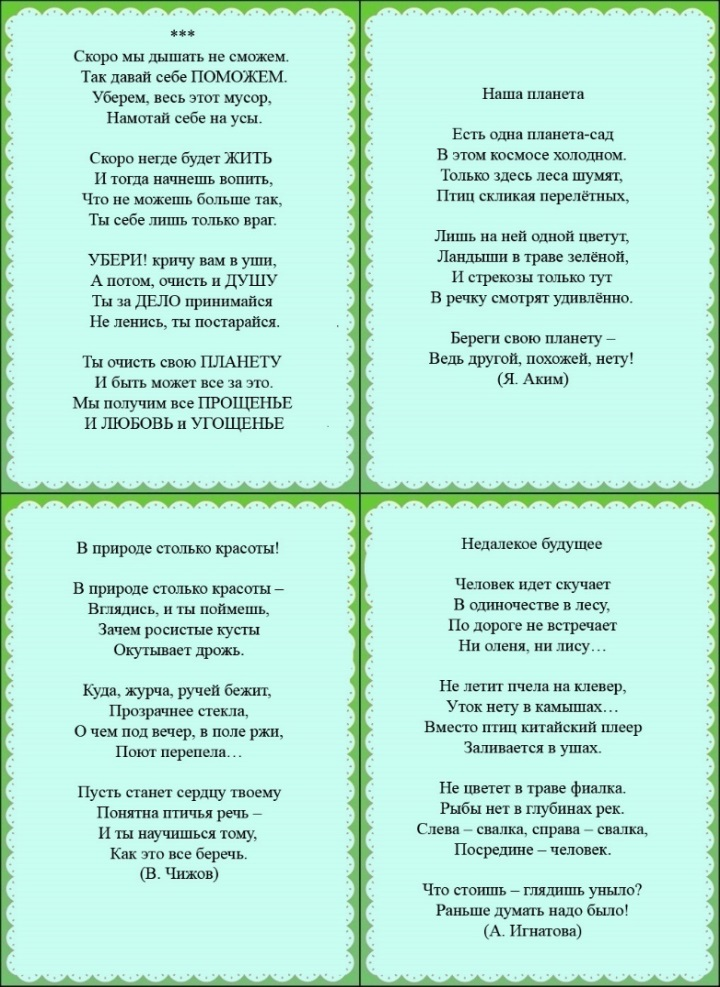 ***
Скоро мы дышать не сможем.
Так давай себе ПОМОЖЕМ.
Уберем, весь этот мусор,
Намотай себе на усы.
Скоро негде будет ЖИТЬ
И тогда начнешь вопить,
Что не можешь больше так,
Ты себе лишь только враг.
УБЕРИ! кричу вам в уши,
А потом, очисть и ДУШУ
Ты за ДЕЛО принимайся
Не ленись, ты постарайся.
Ты очисть свою ПЛАНЕТУ
И быть может все за это.
Мы получим все ПРОЩЕНЬЕ
И ЛЮБОВЬ и УГОЩЕНЬЕ
Наша планета
Есть одна планета-сад
В этом космосе холодном.
Только здесь леса шумят,
Птиц скликая перелётных,
Лишь на ней одной цветут,
Ландыши в траве зелёной,
И стрекозы только тут
В речку смотрят удивлённо.
Береги свою планету –
Ведь другой, похожей, нету!
(Я. Аким)
В природе столько красоты!
В природе столько красоты –
Вглядись, и ты поймешь,
Зачем росистые кусты
Окутывает дрожь.
Куда, журча, ручей бежит,
Прозрачнее стекла,
О чем под вечер, в поле ржи,
Поют перепела…
Пусть станет сердцу твоему
Понятна птичья речь –
И ты научишься тому,
Как это все беречь.
(В. Чижов)
Недалекое будущее
Человек идет скучает
В одиночестве в лесу,
По дороге не встречает
Ни оленя, ни лису…
Не летит пчела на клевер,
Уток нету в камышах…
Вместо птиц китайский плеер
Заливается в ушах.
Не цветет в траве фиалка.
Рыбы нет в глубинах рек.
Слева – свалка, справа – свалка,
Посредине – человек.
Что стоишь – глядишь уныло?
Раньше думать надо было!
(А. Игнатова)